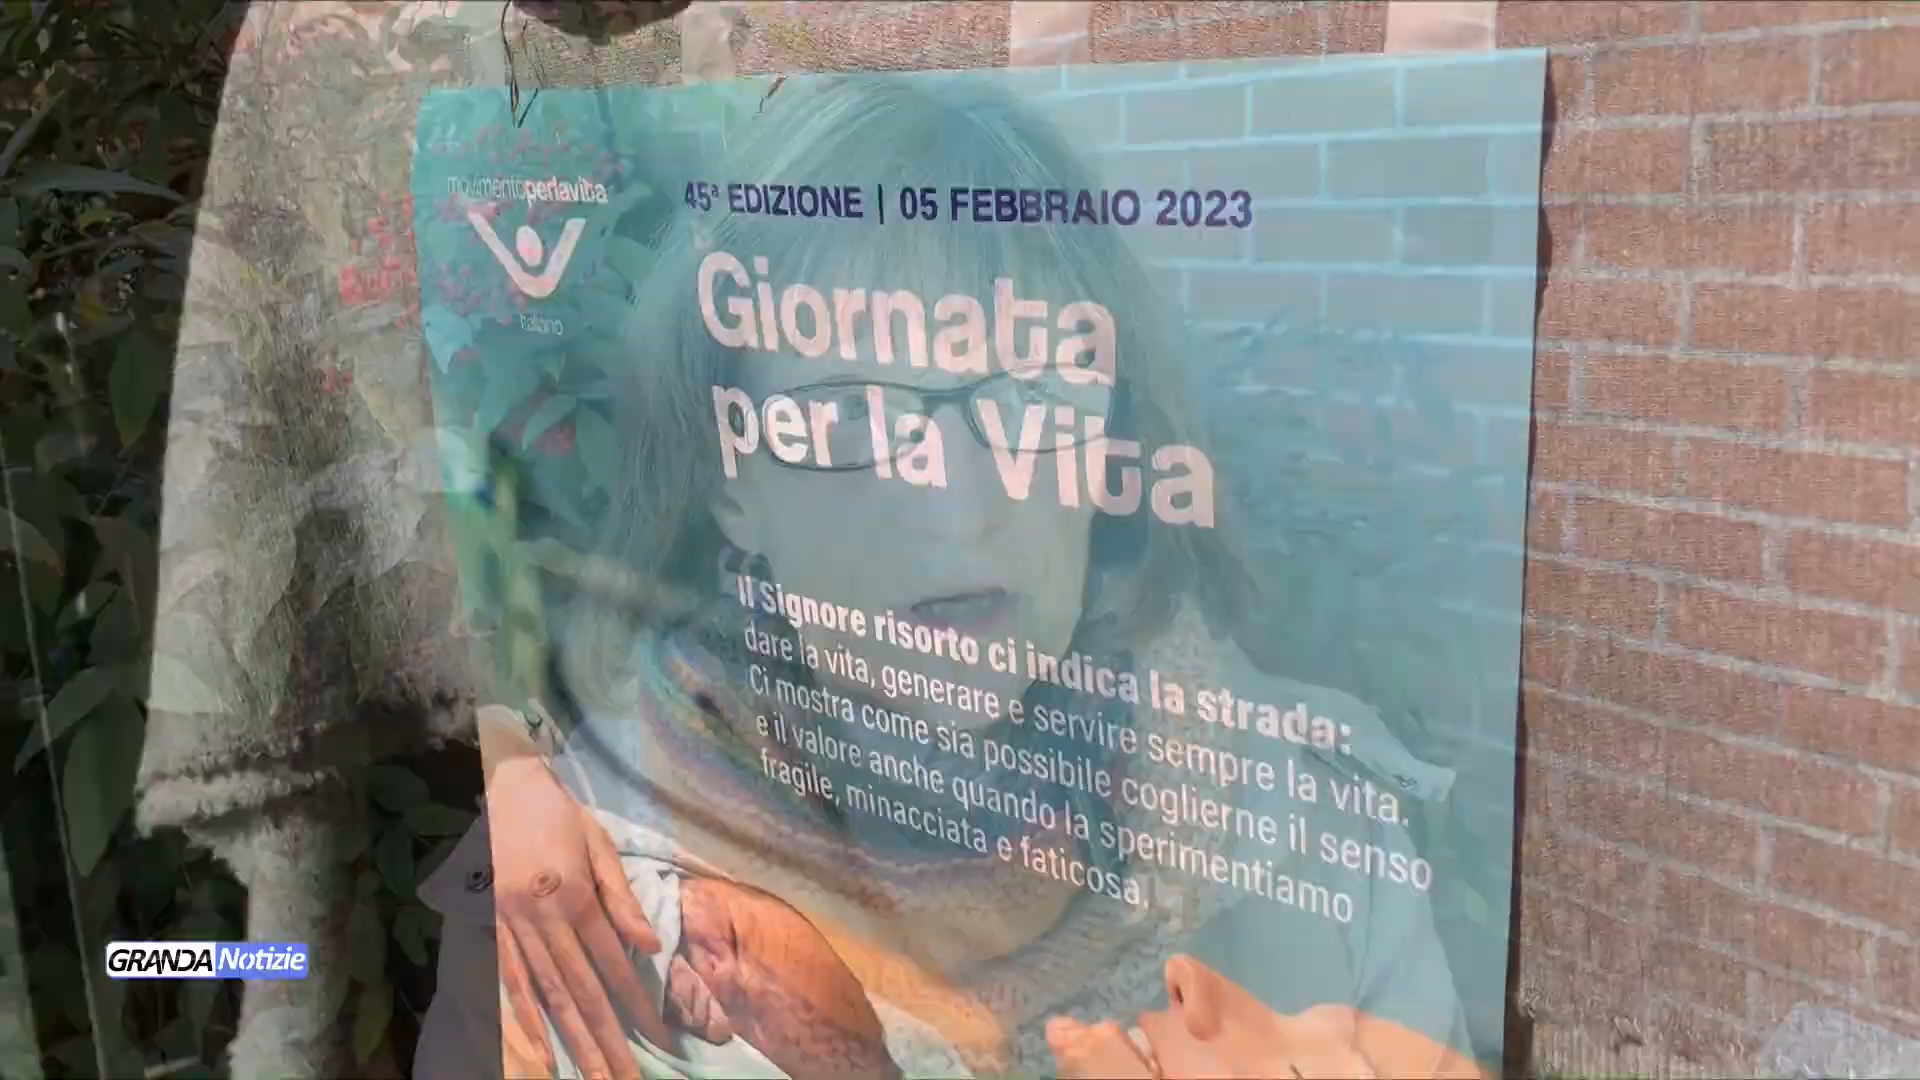 movimentoperlavita
italiano
45ª EDIZIONE | 05 FEBBRAIO 2023
Giornata
per la Vita
Il Signore risorto ci indica la strada:
dare la vita, generare e servire sempre la vita.
Ci mostra come sia possibile coglierne il senso
e il valore anche quando la sperimentiamo
fragile, minacciata e faticosa.
GRANDA Notizie